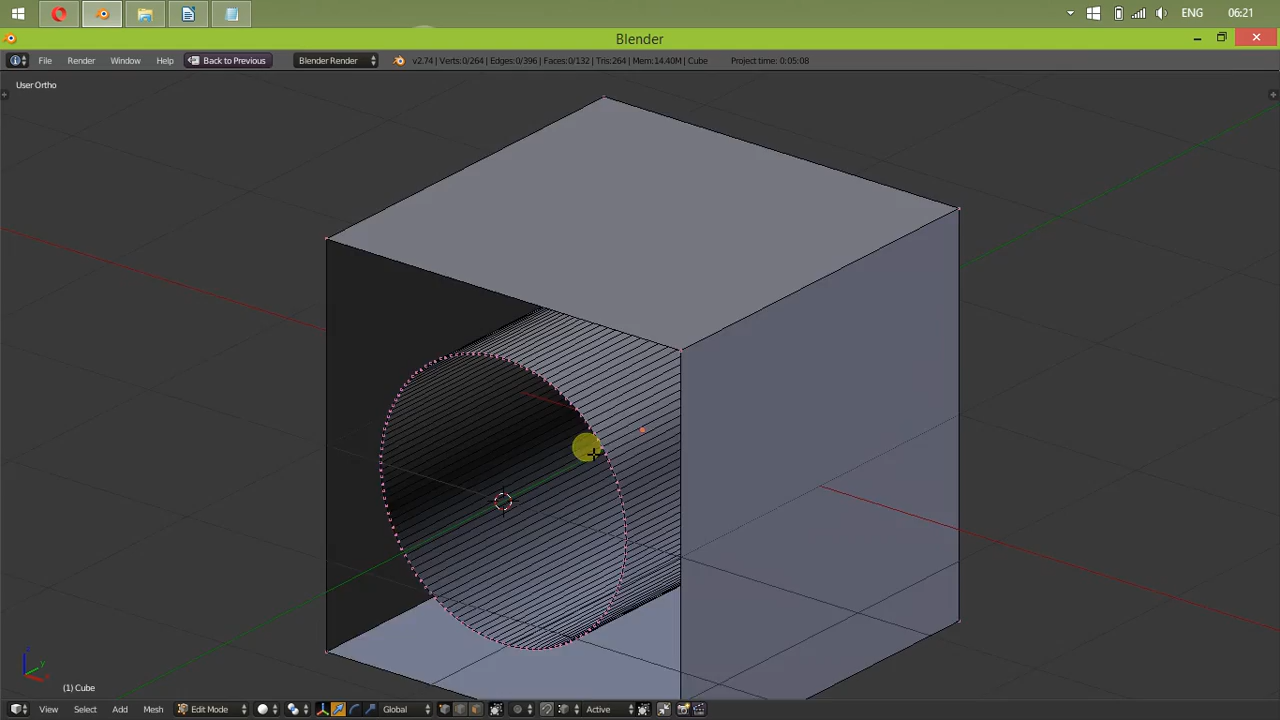 ENG 06:21
Blender
File Render Window Help Back to Previous Blender Render v2.74 | Verts:0/264 | Edges:0/396 | Faces:0/132 | Tris:264 | Mem:14.40M | Cube Project time: 0:05:08
User Ortho
z
y
x
(1) Cube
View Select Add Mesh Edit Mode Global Active